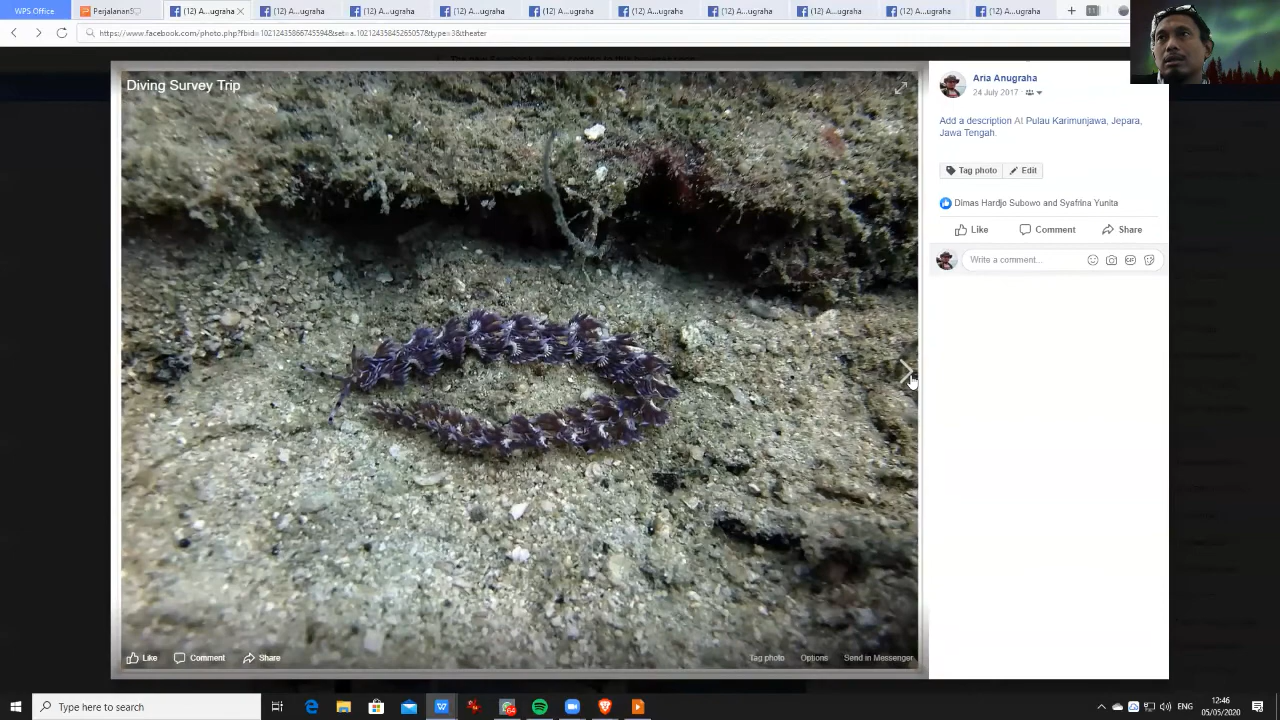 WPS Office
Perjalanan5
(12) A...ugraha
(12) A...ugraha
(12) A...ugraha
(12) A...ugraha
(12) A...ugraha
(12) A...ugraha
(12) A...ugraha
(12) A...ugraha
(12) A...ugraha
11
Diving Survey Trip
Aria Anugraha
24 July 2017
Add a description At Pulau Karimunjawa, Jepara,
Jawa Tengah.
Tag photo
Edit
Dimas Hardjo Subowo and Syafrina Yunita
Like Comment Share
Write a comment...
Like Comment Share
Tag photo Options Send in Messenger
Type here to search
64
ENG
12:46
05/05/2020